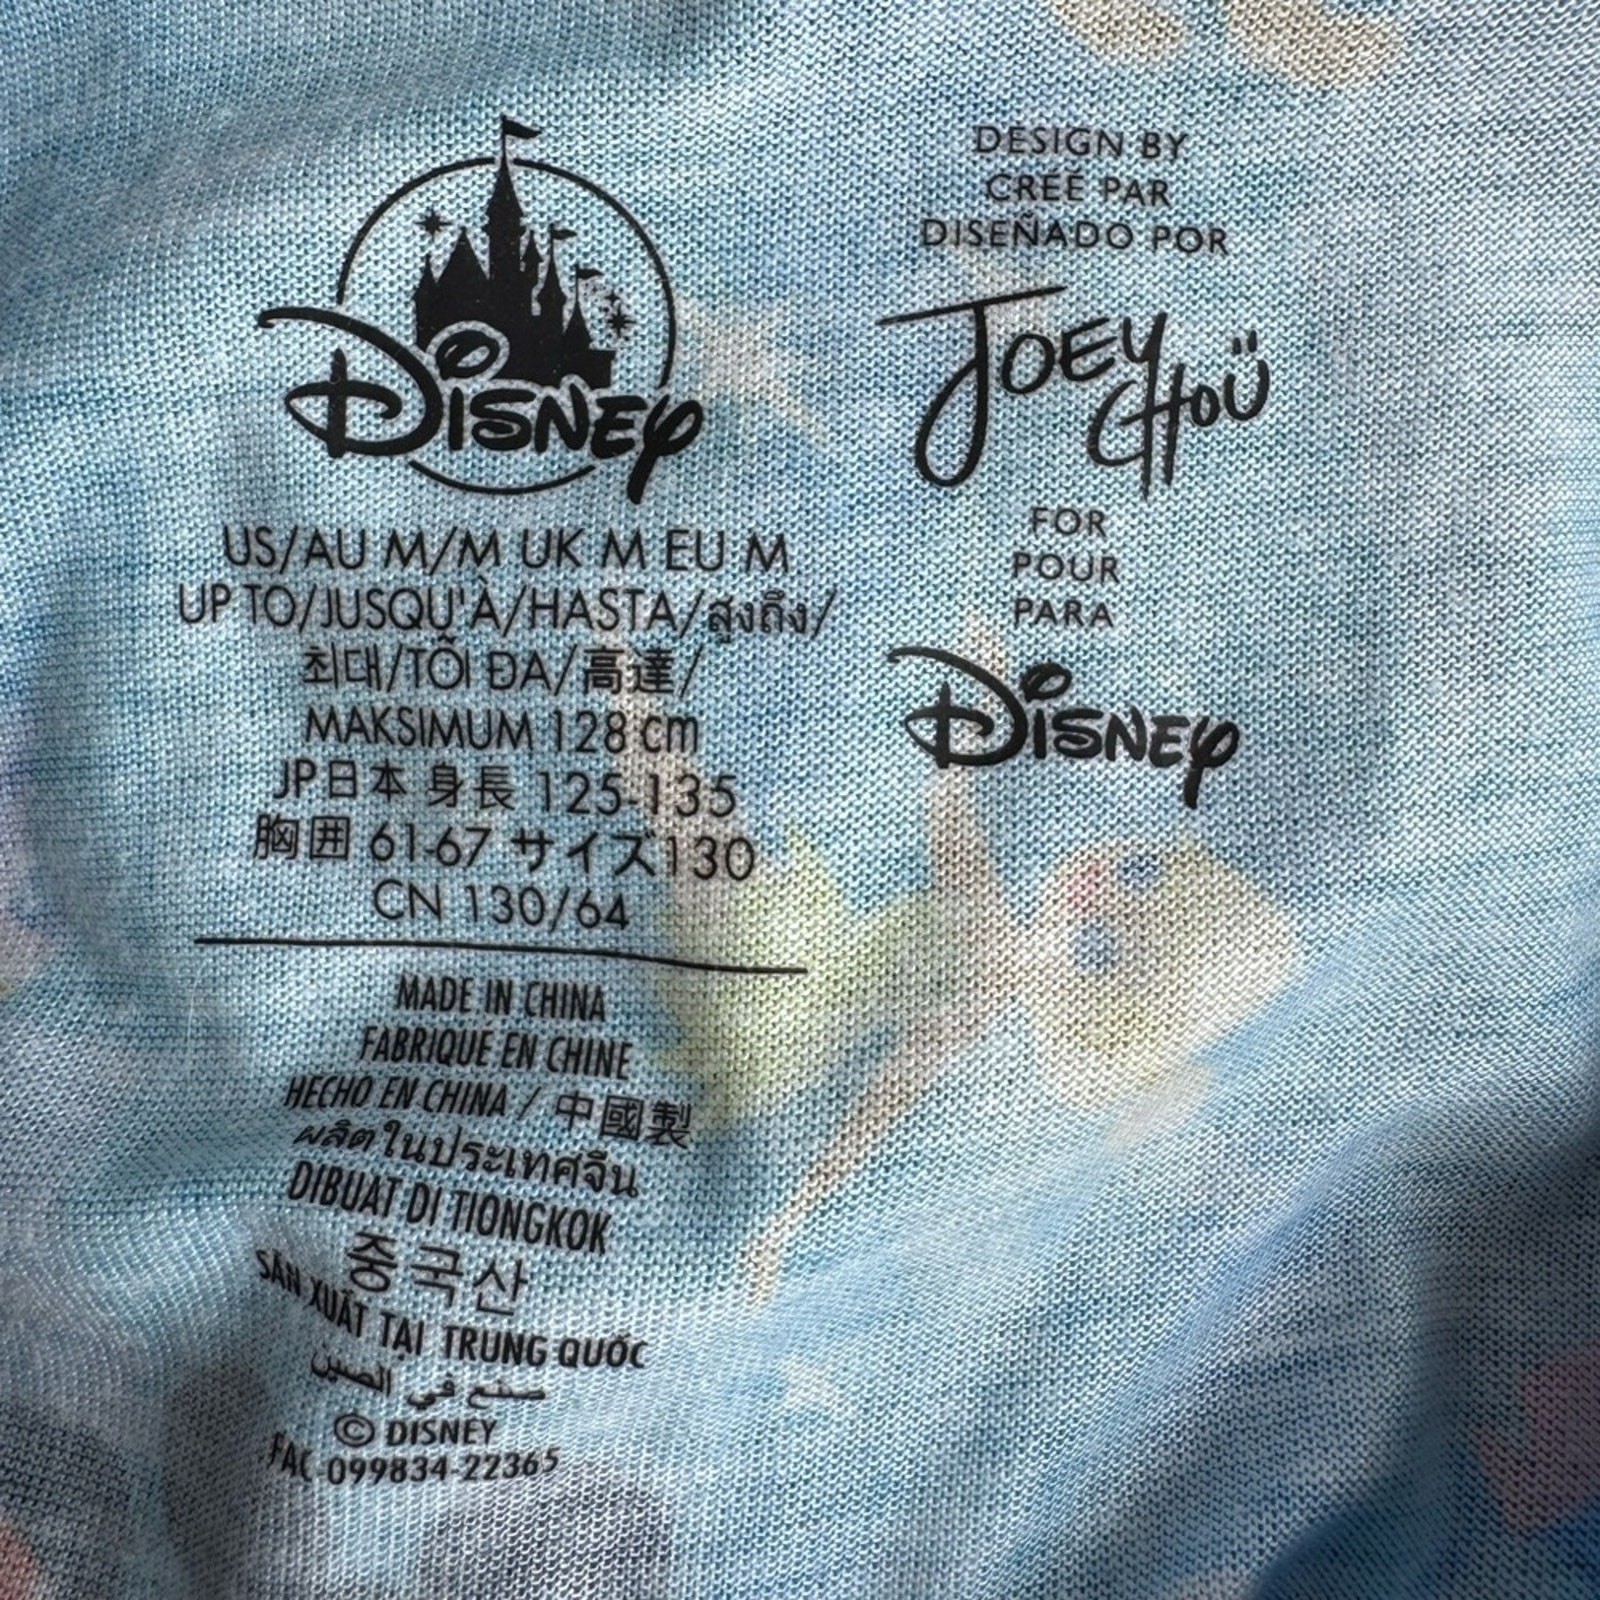 Disney
US/AU M/M UK M EU M
UP TO/JUSQU'À/HASTA/สูงถึง/
최대/TỐI ĐA/高達/
MAKSIMUM 128 cm
JP日本 身長 125-135
胸囲 61-67 サイズ130
CN 130/64
MADE IN CHINA
FABRIQUÉ EN CHINE
HECHO EN CHINA / 中國製
ผลิตในประเทศจีน
DIBUAT DI TIONGKOK
중국산
SẢN XUẤT TẠI TRUNG QUỐC
صنع في الصين
© DISNEY
FAC-099834-22365
DESIGN BY
CRÉÉ PAR
DISEÑADO POR
JOEY CHOU
FOR
POUR
PARA
Disney